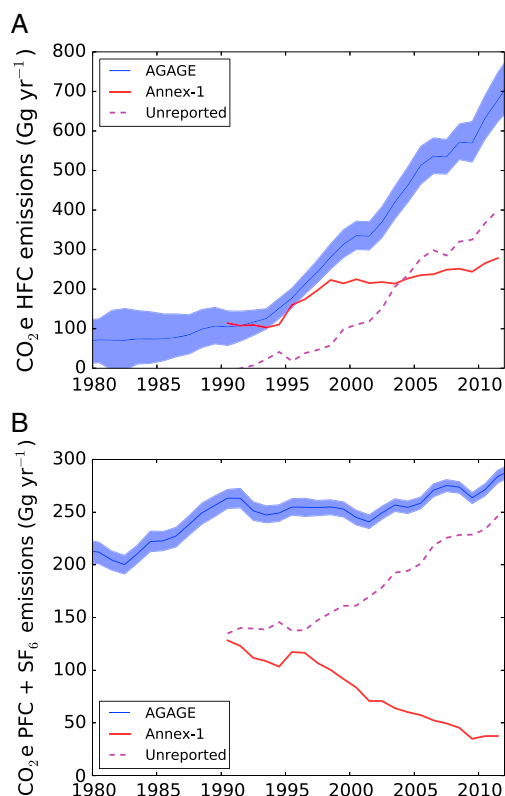 A
CO2e HFC emissions (Gg yr−1)
800
700
600
500
400
300
200
100
0
AGAGE
Annex-1
Unreported
1980 1985 1990 1995 2000 2005 2010
B
CO2e PFC + SF6 emissions (Gg yr−1)
300
250
200
150
100
50
0
AGAGE
Annex-1
Unreported
1980 1985 1990 1995 2000 2005 2010